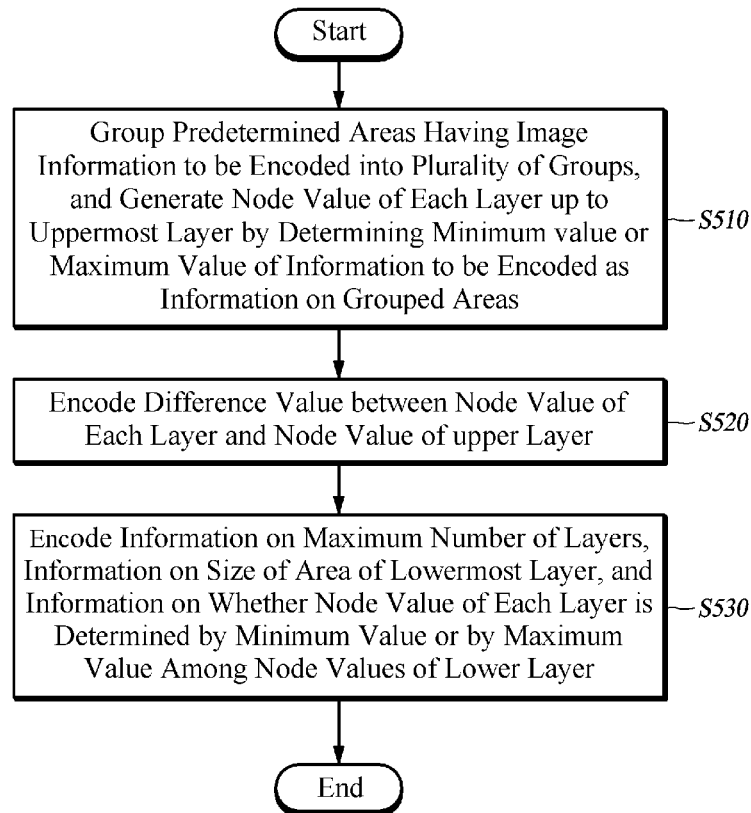 Start
Group Predetermined Areas Having Image
Information to be Encoded into Plurality of Groups,
and Generate Node Value of Each Layer up to
Uppermost Layer by Determining Minimum value or
Maximum Value of Information to be Encoded as
Information on Grouped Areas
S510
Encode Difference Value between Node Value of
Each Layer and Node Value of upper Layer
S520
Encode Information on Maximum Number of Layers,
Information on Size of Area of Lowermost Layer, and
Information on Whether Node Value of Each Layer is
Determined by Minimum Value or by Maximum
Value Among Node Values of Lower Layer
S530
End